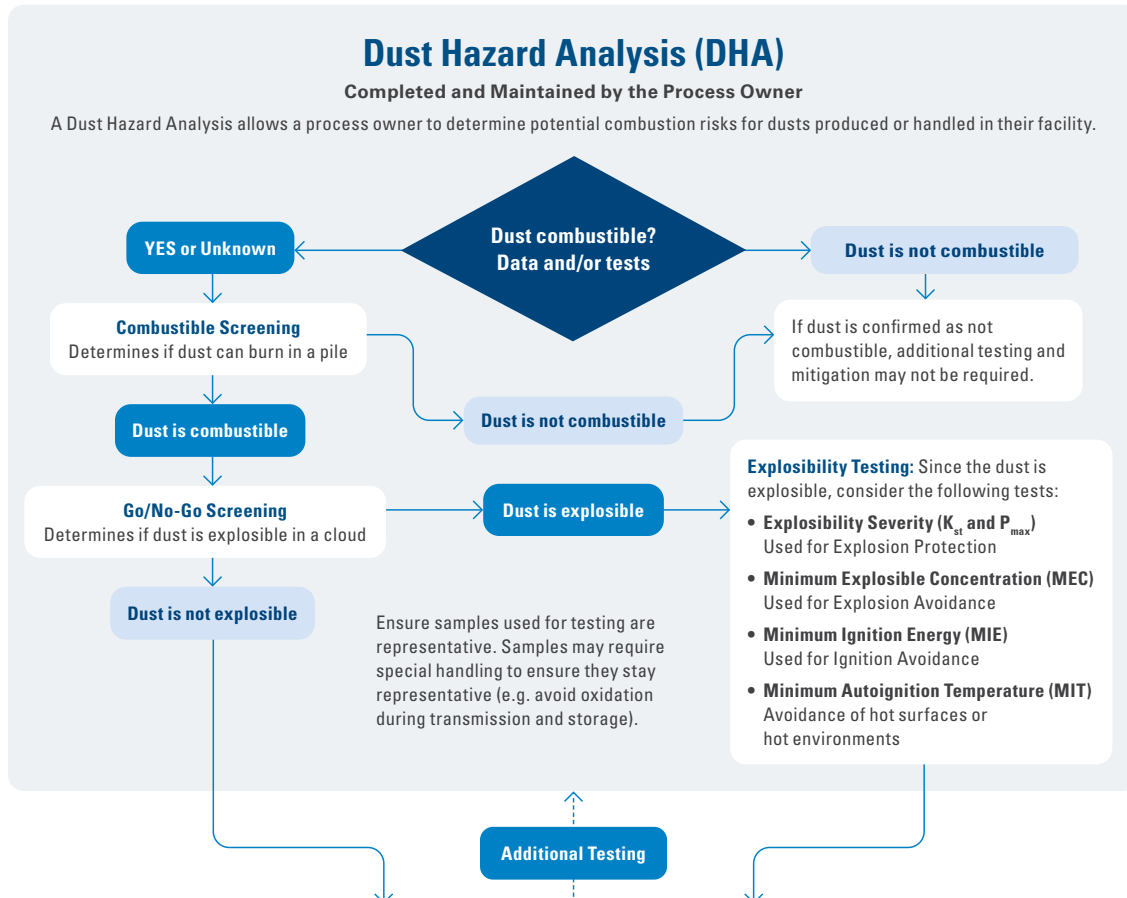 Dust Hazard Analysis (DHA)
Completed and Maintained by the Process Owner
A Dust Hazard Analysis allows a process owner to determine potential combustion risks for dusts produced or handled in their facility.
Dust combustible?
Data and/or tests
YES or Unknown
Dust is not combustible
Combustible Screening
Determines if dust can burn in a pile
If dust is confirmed as not
combustible, additional testing and
mitigation may not be required.
Dust is not combustible
Dust is combustible
Go/No-Go Screening
Determines if dust is explosible in a cloud
Dust is explosible
Explosibility Testing: Since the dust is
explosible, consider the following tests:
• Explosibility Severity (Kst and Pmax)
Used for Explosion Protection
• Minimum Explosible Concentration (MEC)
Used for Explosion Avoidance
• Minimum Ignition Energy (MIE)
Used for Ignition Avoidance
• Minimum Autoignition Temperature (MIT)
Avoidance of hot surfaces or
hot environments
Dust is not explosible
Ensure samples used for testing are
representative. Samples may require
special handling to ensure they stay
representative (e.g. avoid oxidation
during transmission and storage).
Additional Testing